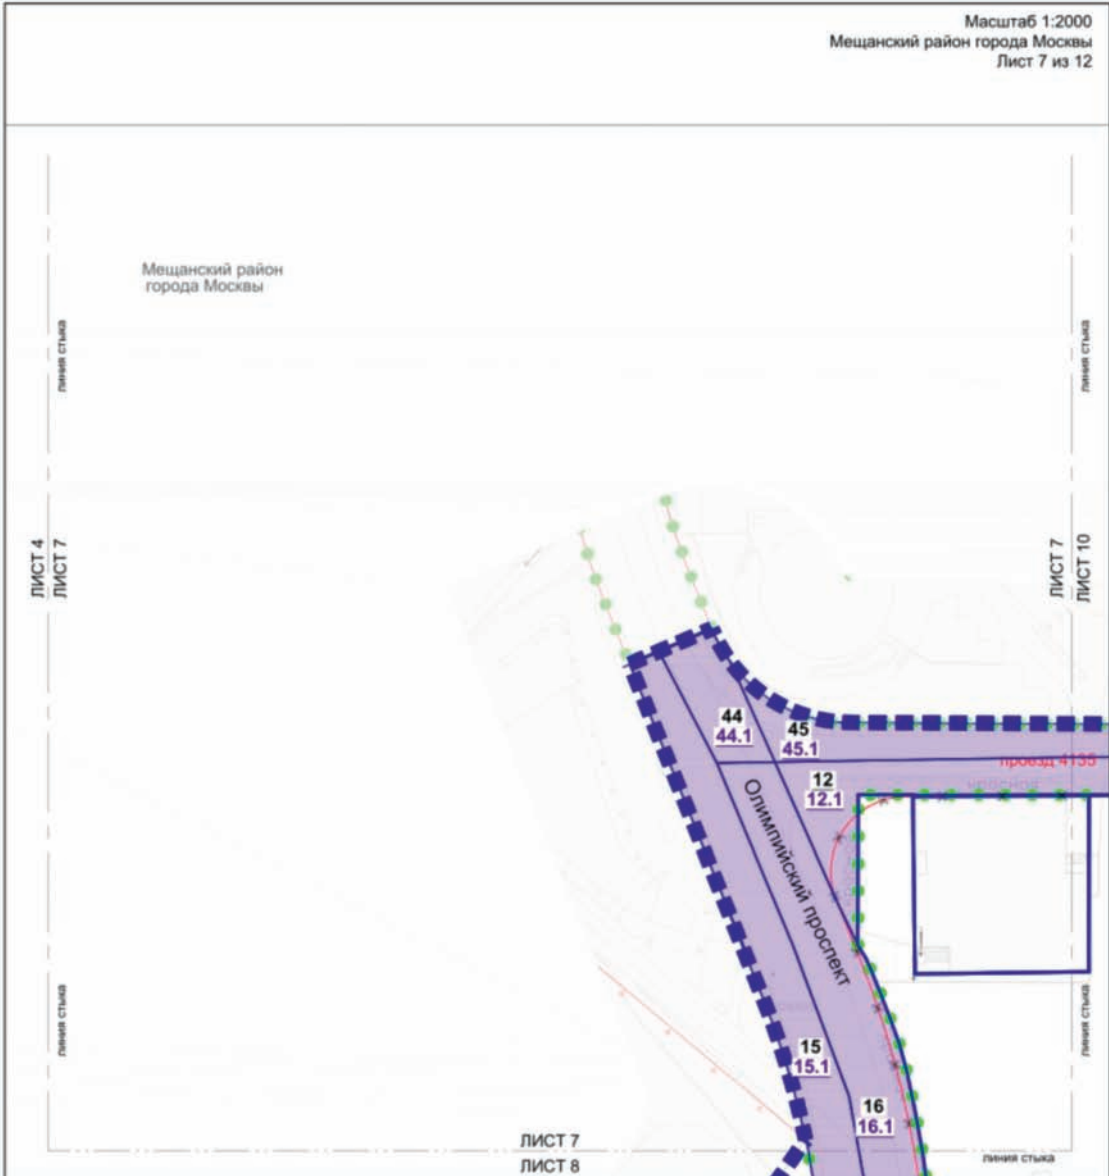 Масштаб 1:2000
Мещанский район города Москвы
Лист 7 из 12
Мещанский район
города Москвы
линия стыка
линия стыка
ЛИСТ 4
ЛИСТ 7
ЛИСТ 7
ЛИСТ 10
44
44.1
45
45.1
проезд 4135
12
12.1
Олимпийский проспект
линия стыка
линия стыка
15
15.1
16
16.1
ЛИСТ 7
ЛИСТ 8
линия стыка